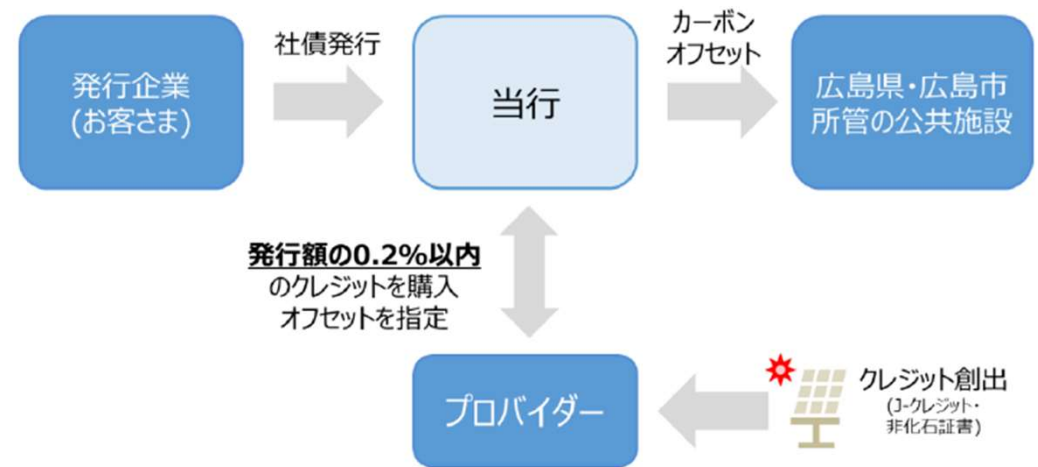 発行企業
(お客さま)
社債発行
当行
カーボン
オフセット
広島県・広島市
所管の公共施設
発行額の0.2%以内
のクレジットを購入
オフセットを指定
プロバイダー
クレジット創出
(J-クレジット・
非化石証書)